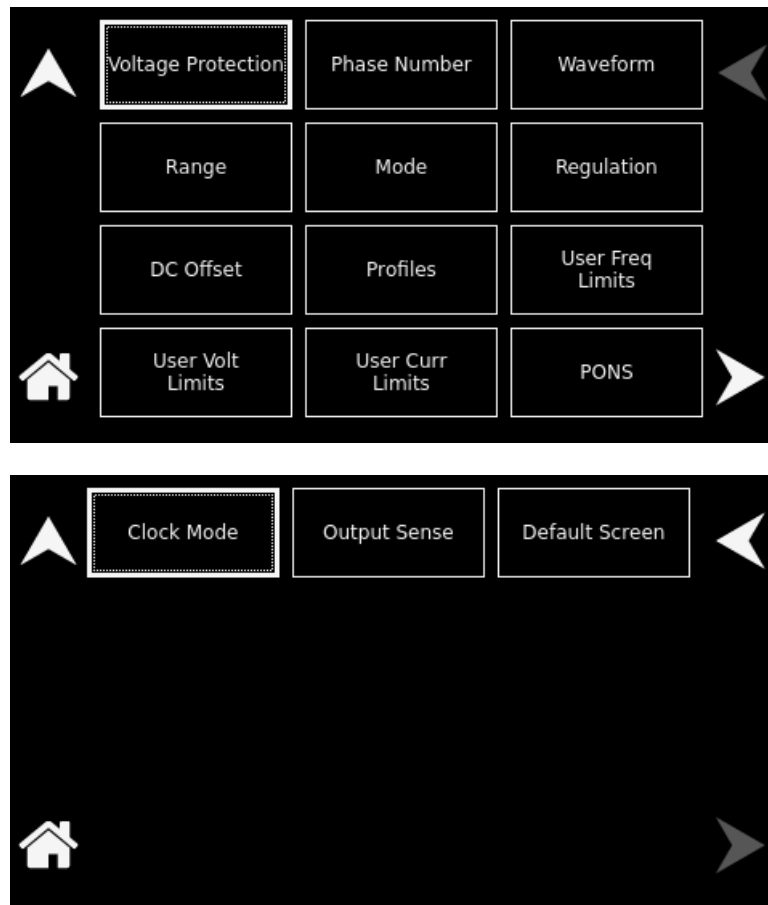 Voltage Protection
Phase Number
Waveform
Range
Mode
Regulation
DC Offset
Profiles
User Freq
Limits
User Volt
Limits
User Curr
Limits
PONS
Clock Mode
Output Sense
Default Screen